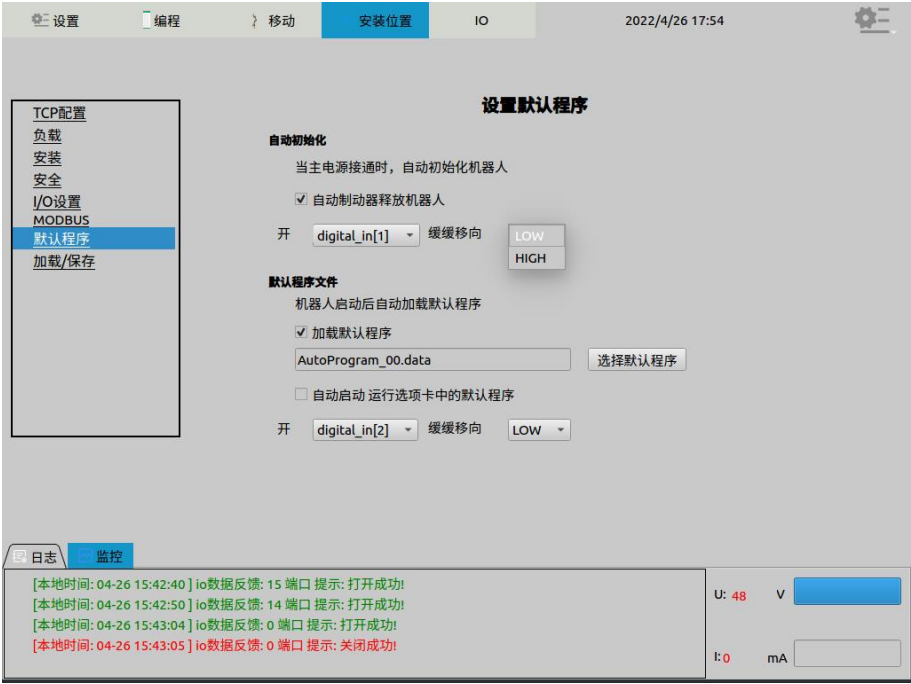 设置 编程 移动 安装位置 IO 2022/4/26 17:54
设置默认程序
TCP配置
负载
安装
安全
I/O设置
MODBUS
默认程序
加载/保存
自动初始化
当主电源接通时，自动初始化机器人
自动制动器释放机器人
开 digital_in[1] 缓缓移向 LOW
HIGH
默认程序文件
机器人启动后自动加载默认程序
加载默认程序
AutoProgram_00.data 选择默认程序
自动启动 运行选项卡中的默认程序
开 digital_in[2] 缓缓移向 LOW
日志 监控
[本地时间: 04-26 15:42:40 ] io数据反馈: 15 端口 提示: 打开成功!
[本地时间: 04-26 15:42:50 ] io数据反馈: 14 端口 提示: 打开成功!
[本地时间: 04-26 15:43:04 ] io数据反馈: 0 端口 提示: 打开成功!
[本地时间: 04-26 15:43:05 ] io数据反馈: 0 端口 提示: 关闭成功!
U: 48 V
I: 0 mA